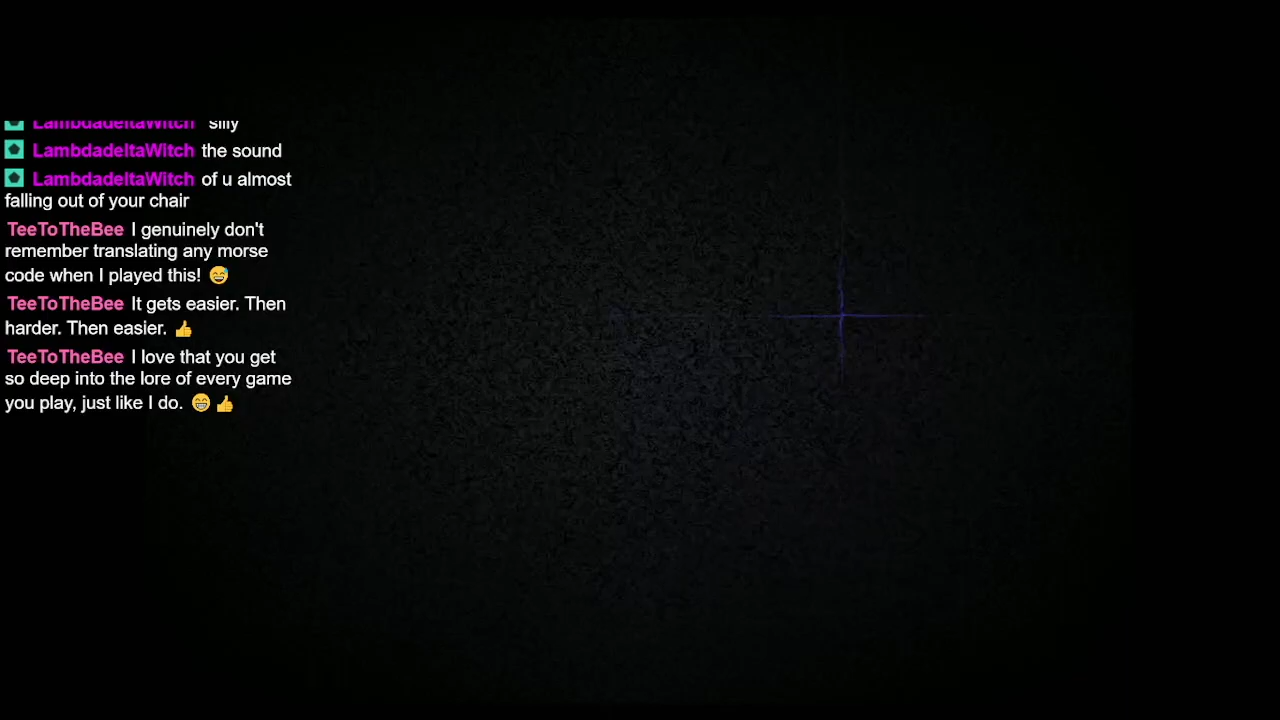 LambdadeltaWitch silly
LambdadeltaWitch the sound
LambdadeltaWitch of u almost
falling out of your chair
TeeToTheBee I genuinely don't
remember translating any morse
code when I played this! 😅
TeeToTheBee It gets easier. Then
harder. Then easier. 👍
TeeToTheBee I love that you get
so deep into the lore of every game
you play, just like I do. 😁👍